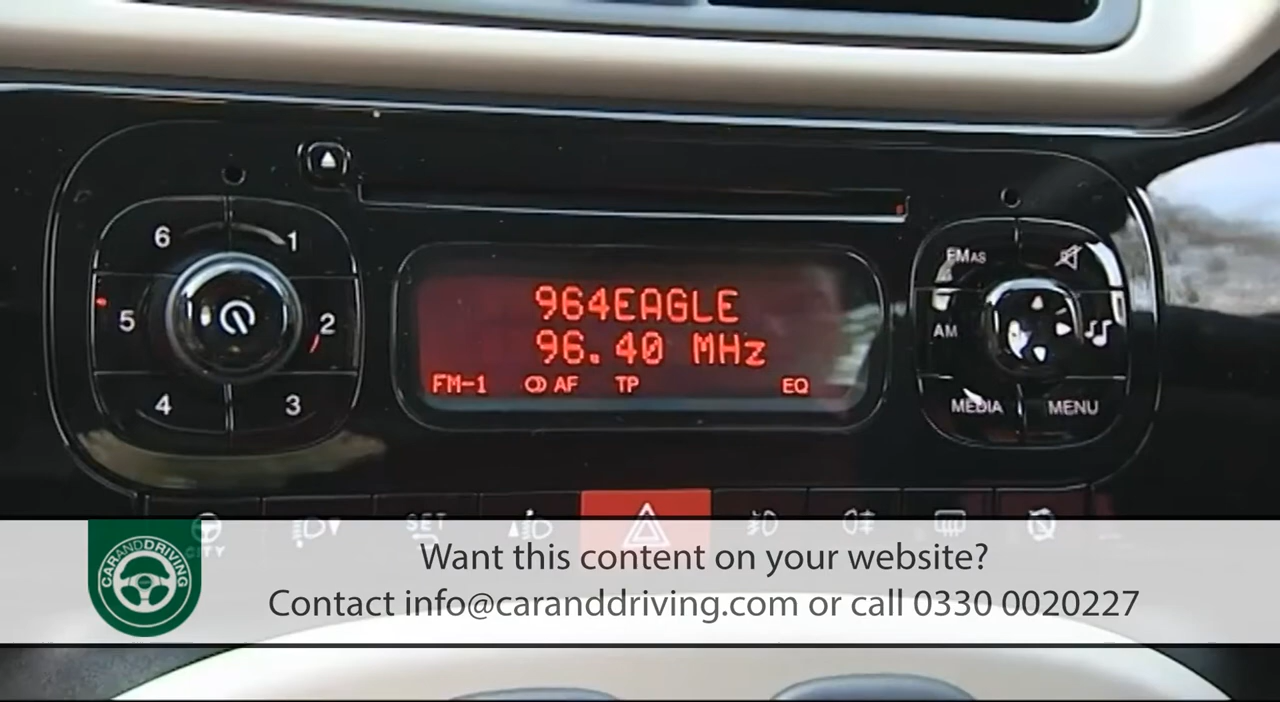 6 1
FMAS
964EAGLE
5 2
AM
96.40 MHz
FM-1 AF TP EQ
4 3
MEDIA MENU
SET
CITY
CARANDDRIVING
Want this content on your website?
Contact info@caranddriving.com or call 0330 0020227